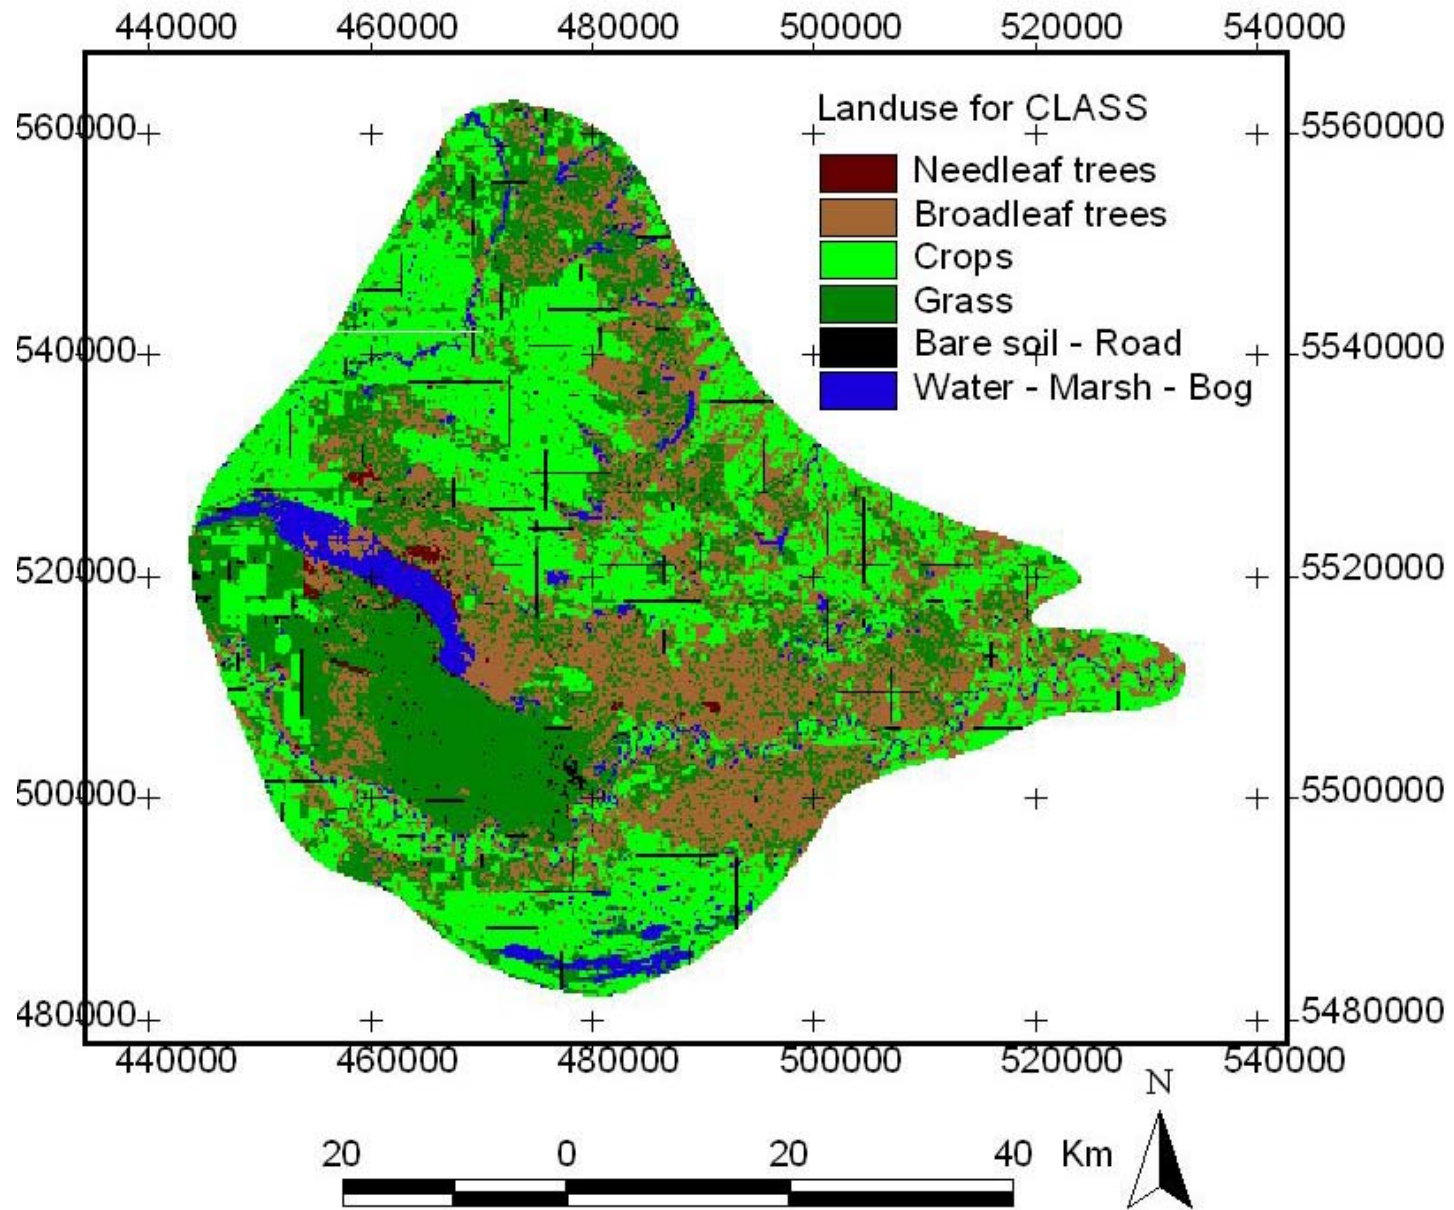 440000 460000 480000 500000 520000 540000
Landuse for CLASS
560000 5560000
Needleaf trees
Broadleaf trees
Crops
Grass
Bare soil - Road
540000 5540000
Water - Marsh - Bog
520000 5520000
500000 5500000
480000 5480000
440000 460000 480000 500000 520000 540000
N
20 0 20 40 Km